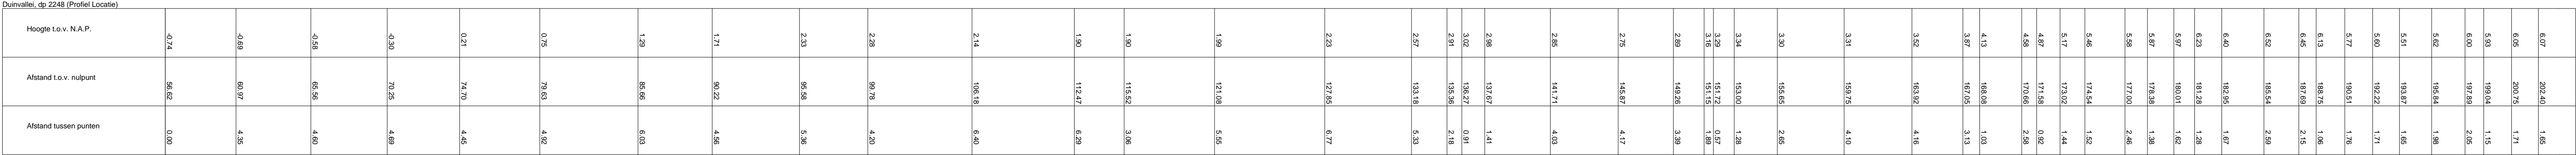 Duinvallei, dp 2248 (Profiel Locatie)
Hoogte t.o.v. N.A.P. -0.74 -0.69 -0.58 -0.30 0.21 0.75 1.29 1.71 2.33 2.28 2.14 1.90 1.90 1.99 2.23 2.57 2.91 3.02 2.98 2.85 2.75 2.89 3.16 3.29 3.34 3.30 3.31 3.52 3.87 4.13 4.58 4.87 5.17 5.46 5.58 5.87 5.97 6.23 6.40 6.52 6.45 6.13 5.77 5.60 5.51 5.62 6.00 5.93 6.05 6.07
Afstand t.o.v. nulpunt 56.62 60.97 65.56 70.25 74.70 79.63 85.66 90.22 95.58 99.78 106.18 112.47 115.52 121.08 127.85 133.18 135.36 136.27 137.67 141.71 145.87 149.26 151.15 151.72 153.00 155.65 159.75 163.92 167.05 168.08 170.66 171.58 173.02 174.54 177.00 178.38 180.01 181.28 182.95 185.54 187.69 188.75 190.51 192.22 193.87 195.84 197.89 199.04 200.75 202.40
Afstand tussen punten 0.00 4.35 4.60 4.69 4.45 4.92 6.03 4.56 5.36 4.20 6.40 6.29 3.06 5.55 6.77 5.33 2.18 0.91 1.41 4.03 4.17 3.39 1.89 0.57 1.28 2.65 4.10 4.16 3.13 1.03 2.58 0.92 1.44 1.52 2.46 1.38 1.62 1.28 1.67 2.59 2.15 1.06 1.76 1.71 1.65 1.98 2.05 1.15 1.71 1.65